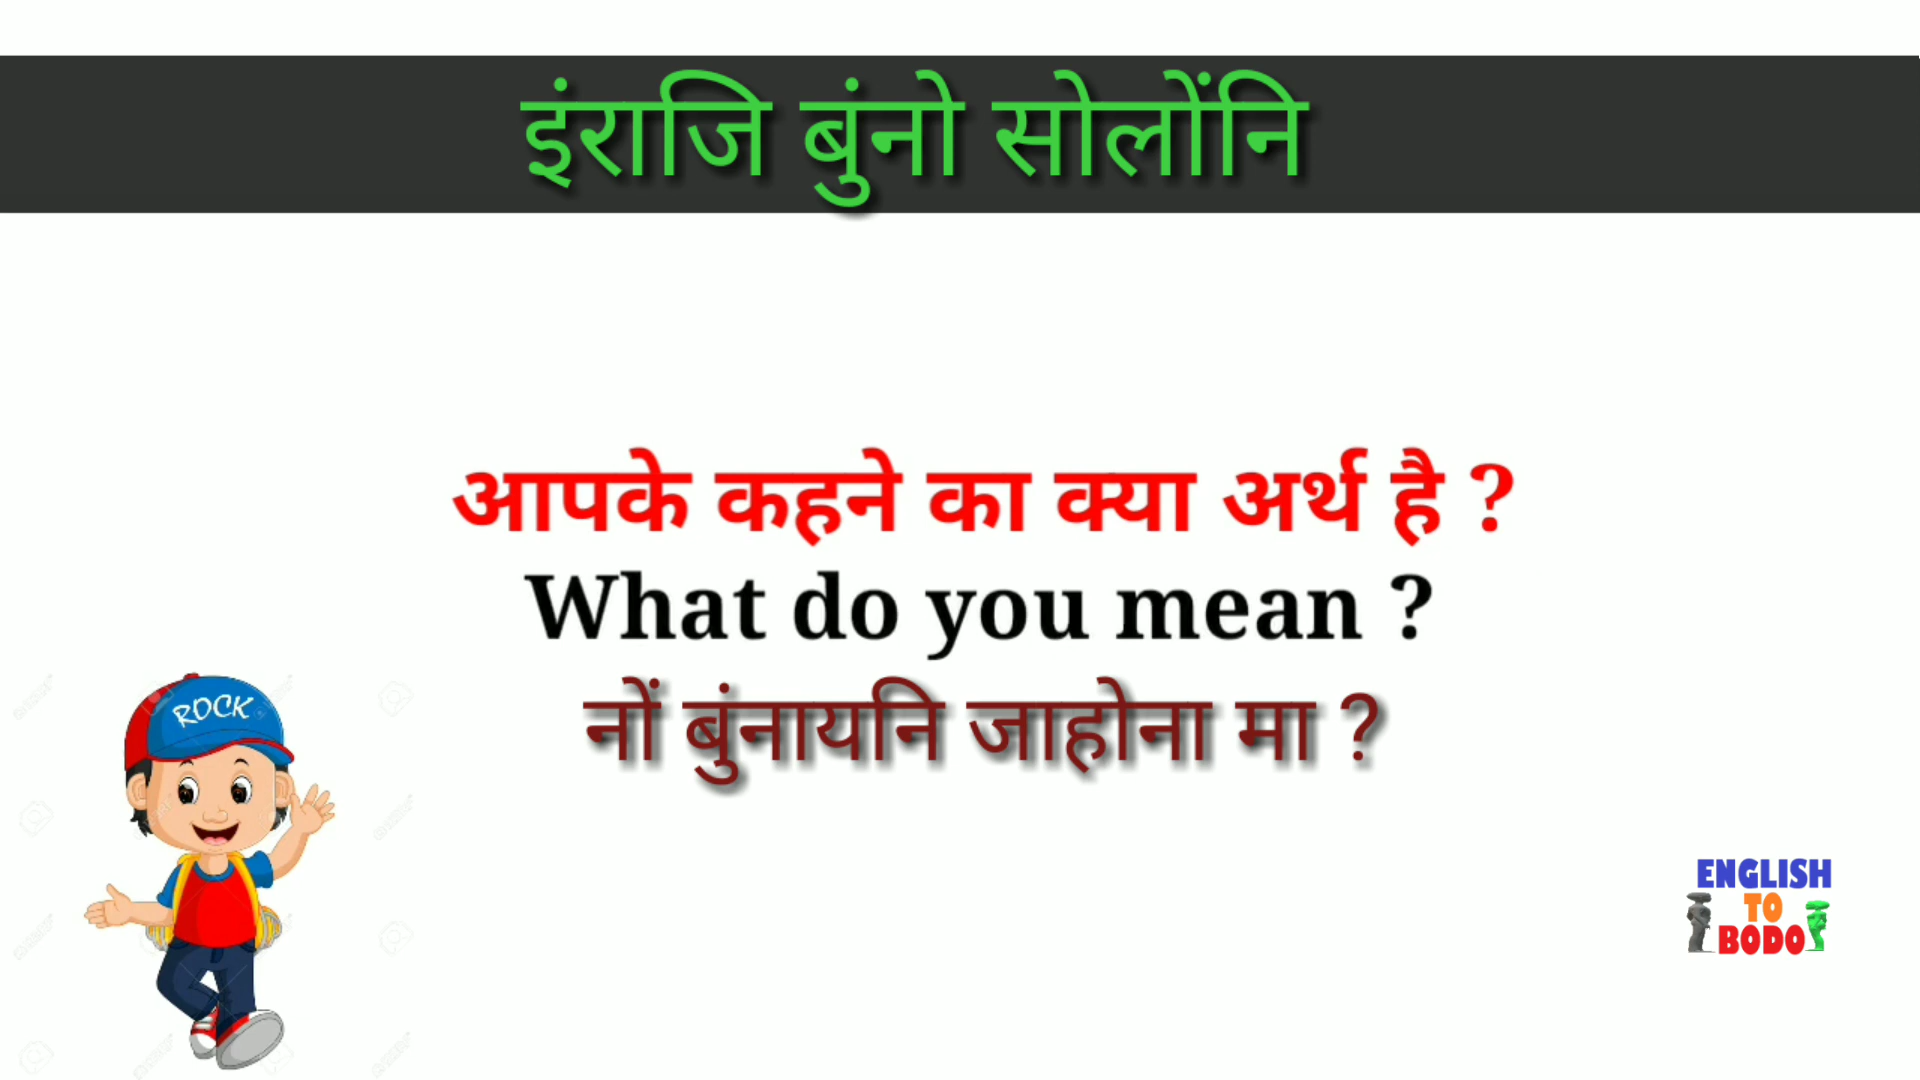 इंराजि बुंनो सोलोंनि
आपके कहने का क्या अर्थ है ?
What do you mean ?
नों बुंनायनि जाहोना मा ?
ROCK
ENGLISH
TO
BODO